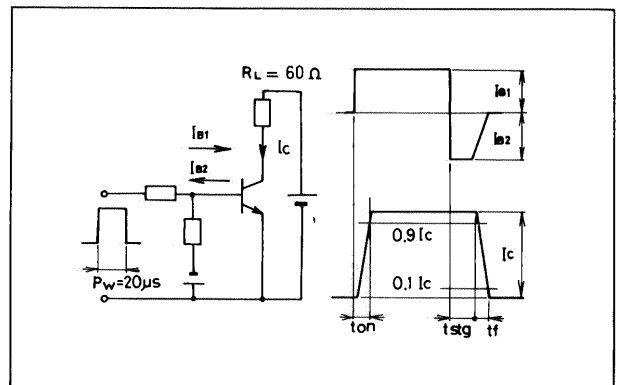 RL = 60 Ω
IB1
IB2
Ic
PW=20μs
IB1
IB2
0.9 Ic
Ic
0.1 Ic
ton
tstg
tf